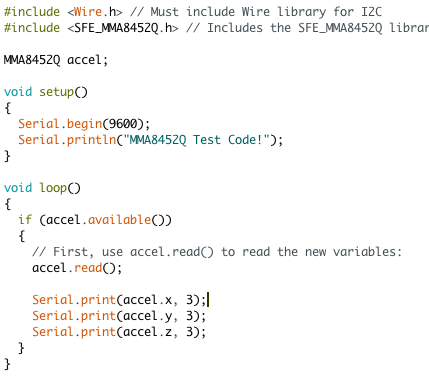 #include <Wire.h> // Must include Wire library for I2C
#include <SFE_MMA8452Q.h> // Includes the SFE_MMA8452Q
MMA8452Q accel;
void setup()
{
  Serial.begin(9600);
  Serial.println("MMA8452Q Test Code!");
}
void loop()
{
  if (accel.available())
  {
    // First, use accel.read() to read the new variables:
    accel.read();
    Serial.print(accel.x, 3);
    Serial.print(accel.y, 3);
    Serial.print(accel.z, 3);
  }
}